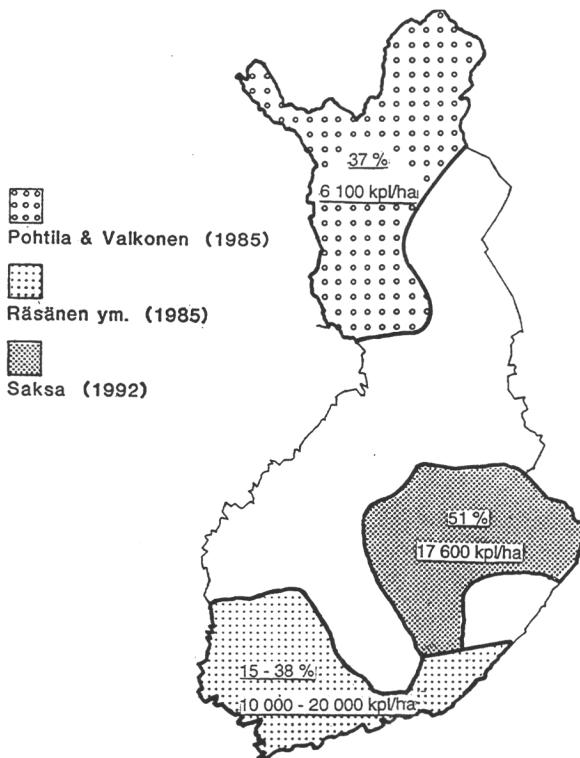 37 %
6 100 kpl/ha
Pohtila & Valkonen (1985)
Räsänen ym. (1985)
Saksa (1992)
51 %
17 600 kpl/ha
15 - 38 %
10 000 - 20 000 kpl/ha